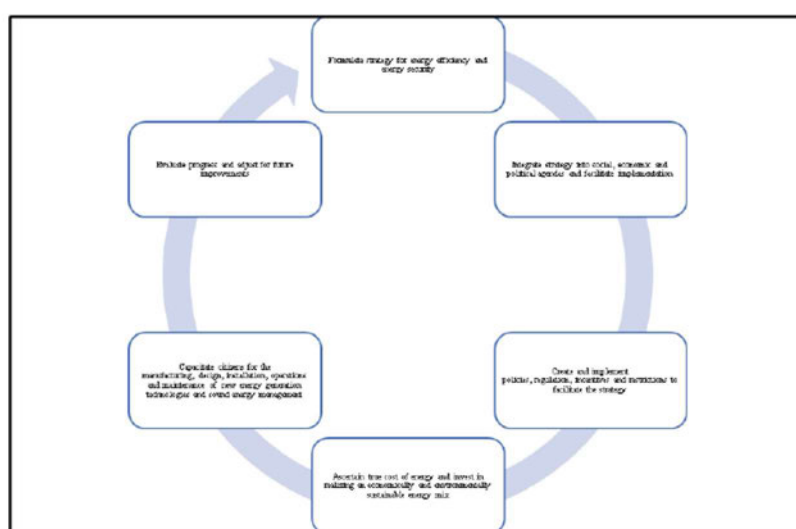 Formulate strategy for energy efficiency and
energy security
Integrate strategy into social, economic and
political agendas and facilitate implementation
Create and implement
policies, regulation, incentives and restrictions to
facilitate the strategy
Ascertain true cost of energy and invest in
realizing an economically and environmentally
sustainable energy mix
Capacitate citizens for the
manufacturing, design, installation, operations
and maintenance of new energy generation
technologies and sound energy management
Evaluate progress and adjust for future
improvements